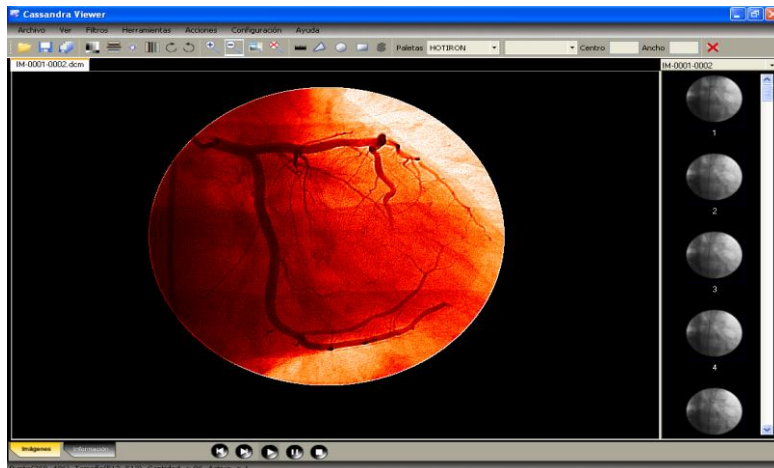 Cassandra Viewer
Archivo Ver Filtros Herramientas Acciones Configuración Ayuda
Paletas HOTIRON Centro Ancho
IM-0001-0002.dcm
IM-0001-0002
1
2
3
4
Imágenes Información